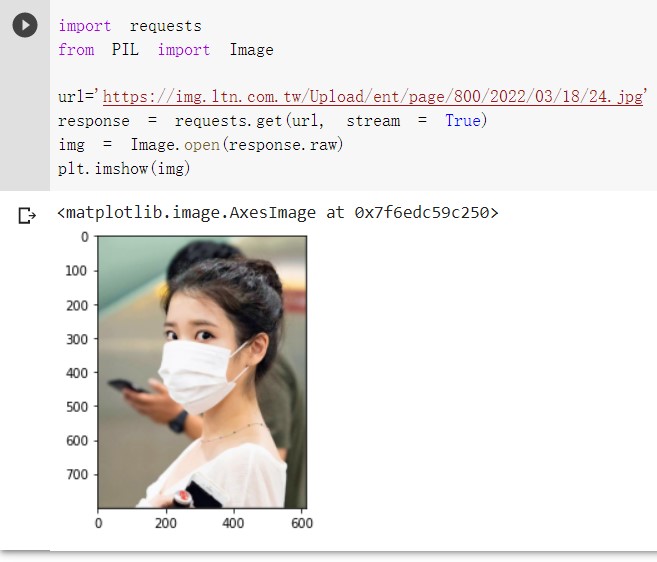 import requests
from PIL import Image
url='https://img.ltn.com.tw/Upload/ent/page/800/2022/03/18/24.jpg'
response = requests.get(url, stream = True)
img = Image.open(response.raw)
plt.imshow(img)
<matplotlib.image.AxesImage at 0x7f6edc59c250>
0
100
200
300
400
500
600
700
0 200 400 600